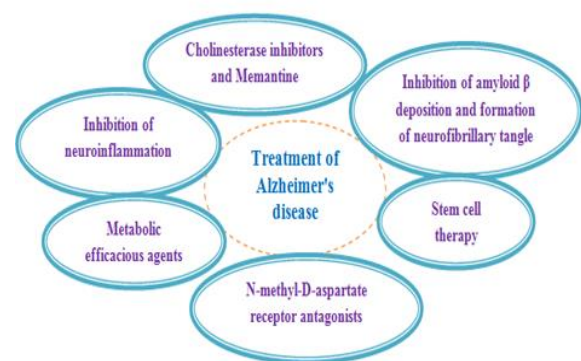 Cholinesterase inhibitors
and Memantine
Inhibition of amyloid β
deposition and formation
of neurofibrillary tangle
Inhibition of
neuroinflammation
Treatment of
Alzheimer's
disease
Stem cell
therapy
Metabolic
efficacious agents
N-methyl-D-aspartate
receptor antagonists